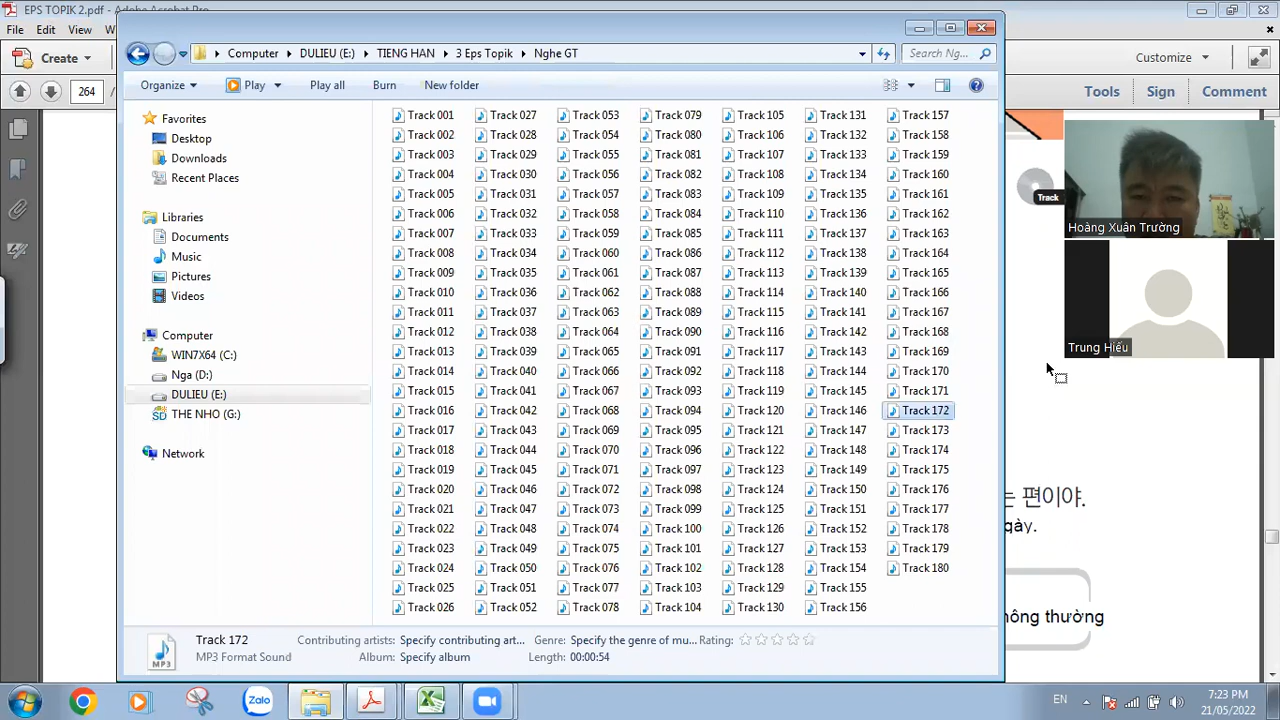 EPS TOPIK 2.pdf - Adobe Acrobat Pro
File Edit View
Create
Customize
264 /
Tools Sign Comment
Computer DULIEU (E:) TIENG HAN 3 Eps Topik Nghe GT
Search Ng...
Organize Play Play all Burn New folder
Favorites
Desktop
Downloads
Recent Places
Libraries
Documents
Music
Pictures
Videos
Computer
WIN7X64 (C:)
Nga (D:)
DULIEU (E:)
THE NHO (G:)
Network
Track 001 Track 027 Track 053 Track 079 Track 105 Track 131 Track 157
Track 002 Track 028 Track 054 Track 080 Track 106 Track 132 Track 158
Track 003 Track 029 Track 055 Track 081 Track 107 Track 133 Track 159
Track 004 Track 030 Track 056 Track 082 Track 108 Track 134 Track 160
Track 005 Track 031 Track 057 Track 083 Track 109 Track 135 Track 161
Track 006 Track 032 Track 058 Track 084 Track 110 Track 136 Track 162
Track 007 Track 033 Track 059 Track 085 Track 111 Track 137 Track 163
Track 008 Track 034 Track 060 Track 086 Track 112 Track 138 Track 164
Track 009 Track 035 Track 061 Track 087 Track 113 Track 139 Track 165
Track 010 Track 036 Track 062 Track 088 Track 114 Track 140 Track 166
Track 011 Track 037 Track 063 Track 089 Track 115 Track 141 Track 167
Track 012 Track 038 Track 064 Track 090 Track 116 Track 142 Track 168
Track 013 Track 039 Track 065 Track 091 Track 117 Track 143 Track 169
Track 014 Track 040 Track 066 Track 092 Track 118 Track 144 Track 170
Track 015 Track 041 Track 067 Track 093 Track 119 Track 145 Track 171
Track 016 Track 042 Track 068 Track 094 Track 120 Track 146 Track 172
Track 017 Track 043 Track 069 Track 095 Track 121 Track 147 Track 173
Track 018 Track 044 Track 070 Track 096 Track 122 Track 148 Track 174
Track 019 Track 045 Track 071 Track 097 Track 123 Track 149 Track 175
Track 020 Track 046 Track 072 Track 098 Track 124 Track 150 Track 176
Track 021 Track 047 Track 073 Track 099 Track 125 Track 151 Track 177
Track 022 Track 048 Track 074 Track 100 Track 126 Track 152 Track 178
Track 023 Track 049 Track 075 Track 101 Track 127 Track 153 Track 179
Track 024 Track 050 Track 076 Track 102 Track 128 Track 154 Track 180
Track 025 Track 051 Track 077 Track 103 Track 129 Track 155
Track 026 Track 052 Track 078 Track 104 Track 130 Track 156
Track 172 Contributing artists: Specify contributing art... Genre: Specify the genre of mu... Rating:
MP3 Format Sound Album: Specify album Length: 00:00:54
Track
Hoàng Xuân Trường
Trung Hiếu
는 편이야.
gày.
hông thường
Zalo
EN
7:23 PM
21/05/2022